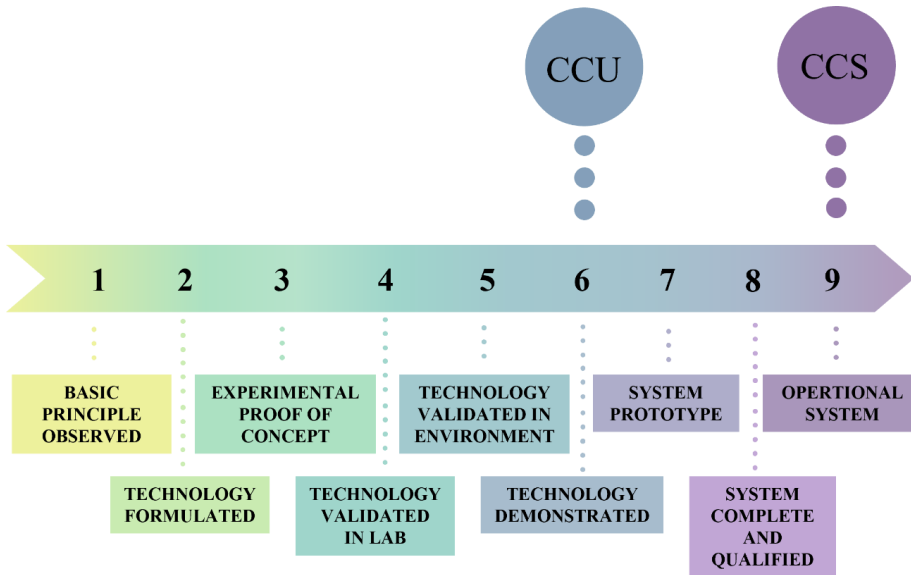 CCU
CCS
1 2 3 4 5 6 7 8 9
BASIC
PRINCIPLE
OBSERVED
EXPERIMENTAL
PROOF OF
CONCEPT
TECHNOLOGY
VALIDATED IN
ENVIRONMENT
SYSTEM
PROTOTYPE
OPERTIONAL
SYSTEM
TECHNOLOGY
FORMULATED
TECHNOLOGY
VALIDATED
IN LAB
TECHNOLOGY
DEMONSTRATED
SYSTEM
COMPLETE
AND
QUALIFIED